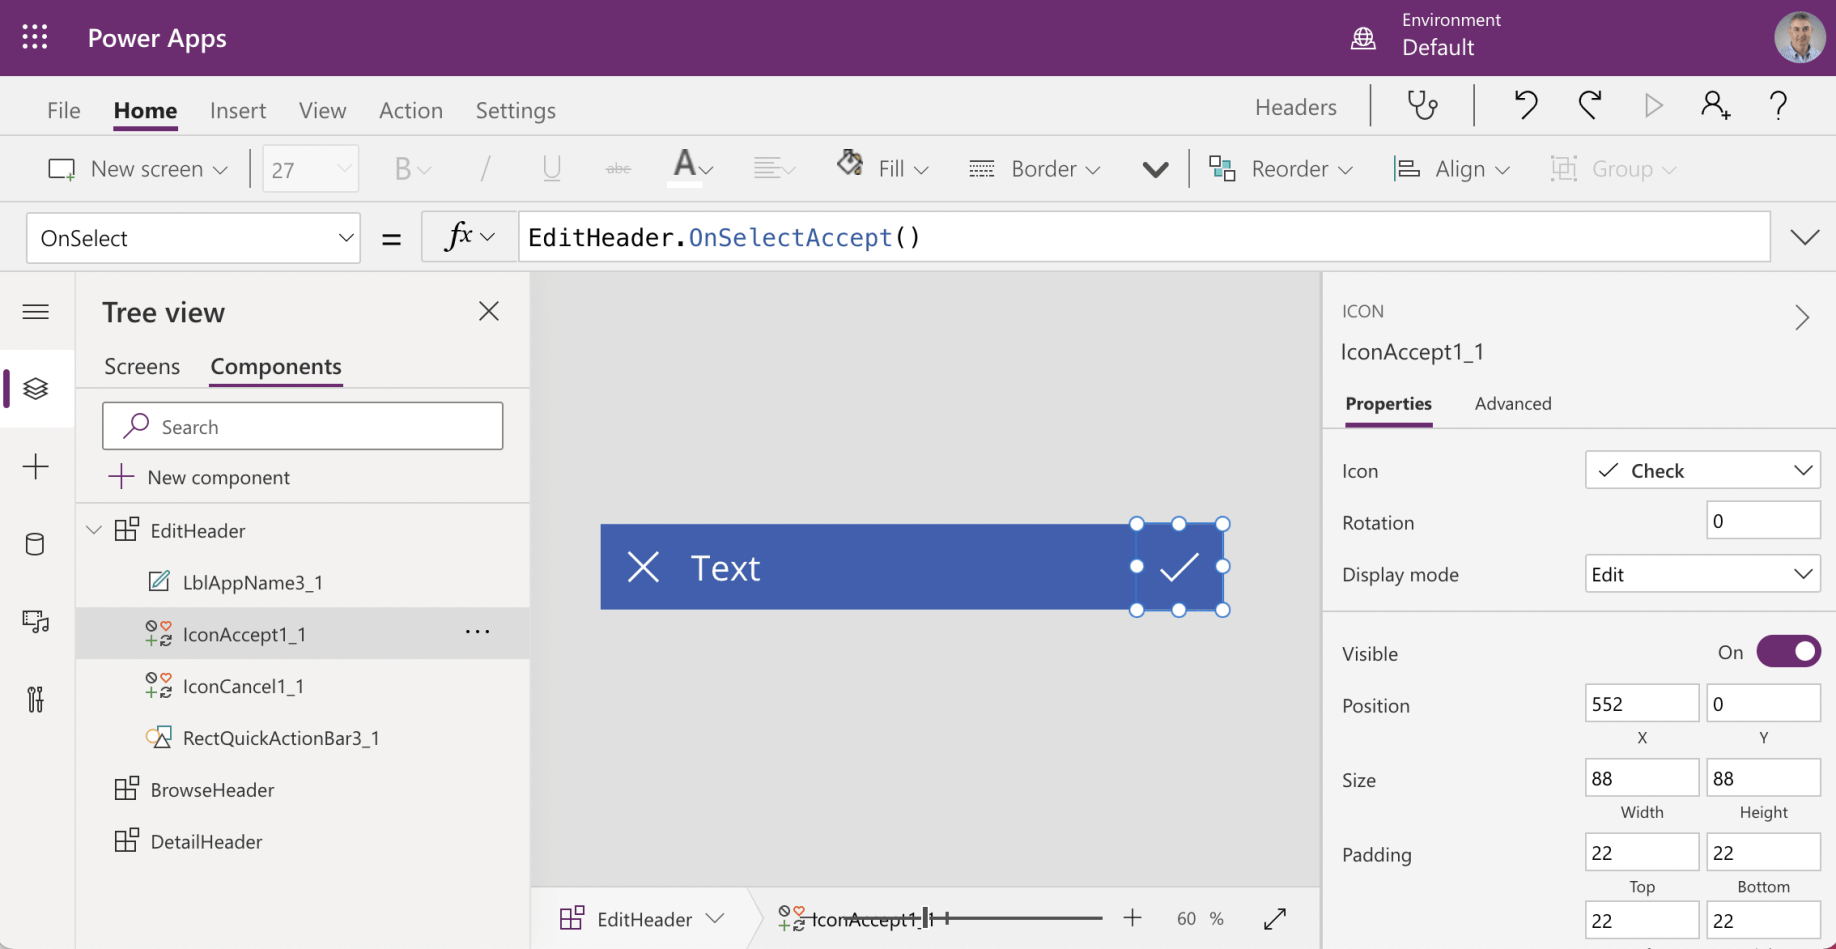 Power Apps
Environment
Default
File Home Insert View Action Settings
Headers
New screen 27 B / U abc A Fill Border Reorder Align Group
OnSelect = fx EditHeader.OnSelectAccept()
Tree view
Screens Components
Search
New component
EditHeader
LblAppName3_1
IconAccept1_1 ...
IconCancel1_1
RectQuickActionBar3_1
BrowseHeader
DetailHeader
Text
EditHeader IconAccept1_1 60 %
ICON
IconAccept1_1
Properties Advanced
Icon Check
Rotation 0
Display mode Edit
Visible On
Position 552 0
X Y
Size 88 88
Width Height
Padding 22 22
Top Bottom
22 22